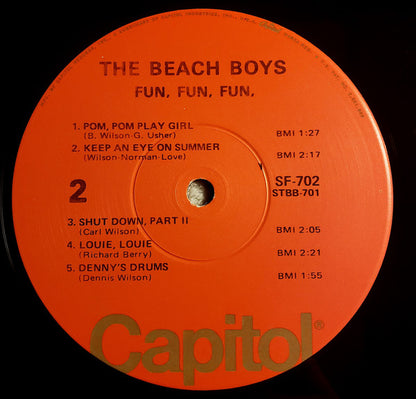 THE BEACH BOYS
FUN, FUN, FUN,
1. POM, POM PLAY GIRL
(B. Wilson-G. Usher) BMI 1:27
2. KEEP AN EYE ON SUMMER
(Wilson-Norman-Love) BMI 2:17
2
SF-702
STBB-701
3. SHUT DOWN, PART II
(Carl Wilson) BMI 2:05
4. LOUIE, LOUIE
(Richard Berry) BMI 2:21
5. DENNY'S DRUMS
(Dennis Wilson) BMI 1:55
Capitol®